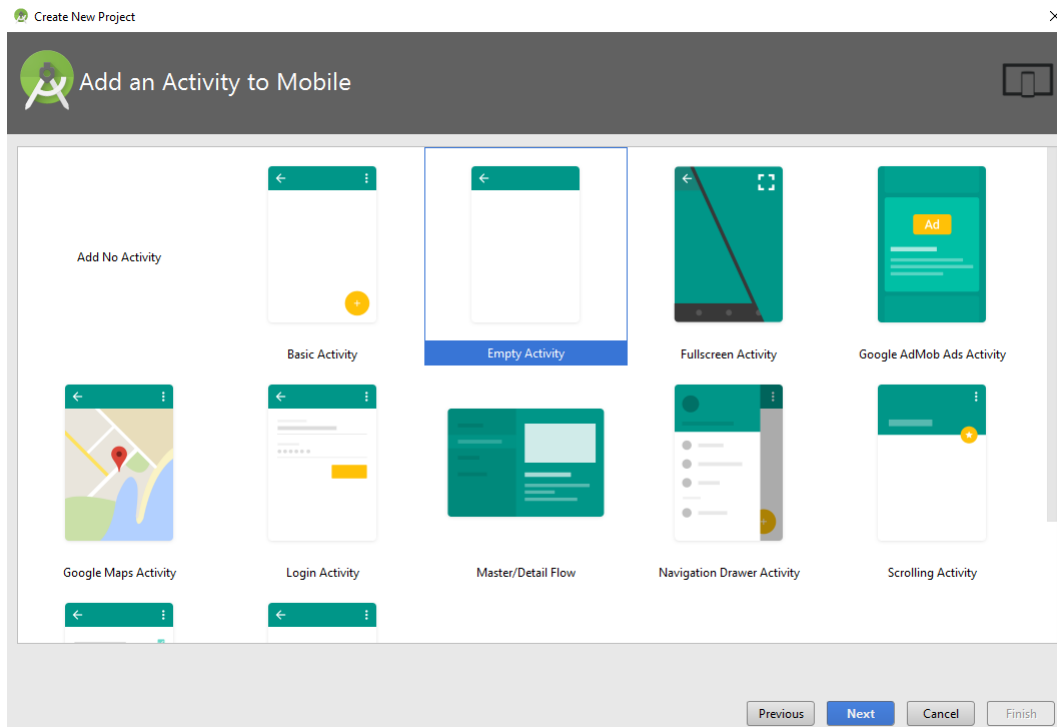 Create New Project
Add an Activity to Mobile
Add No Activity
Basic Activity
Empty Activity
Fullscreen Activity
Ad
Google AdMob Ads Activity
Google Maps Activity
Login Activity
Master/Detail Flow
Navigation Drawer Activity
Scrolling Activity
Previous
Next
Cancel
Finish